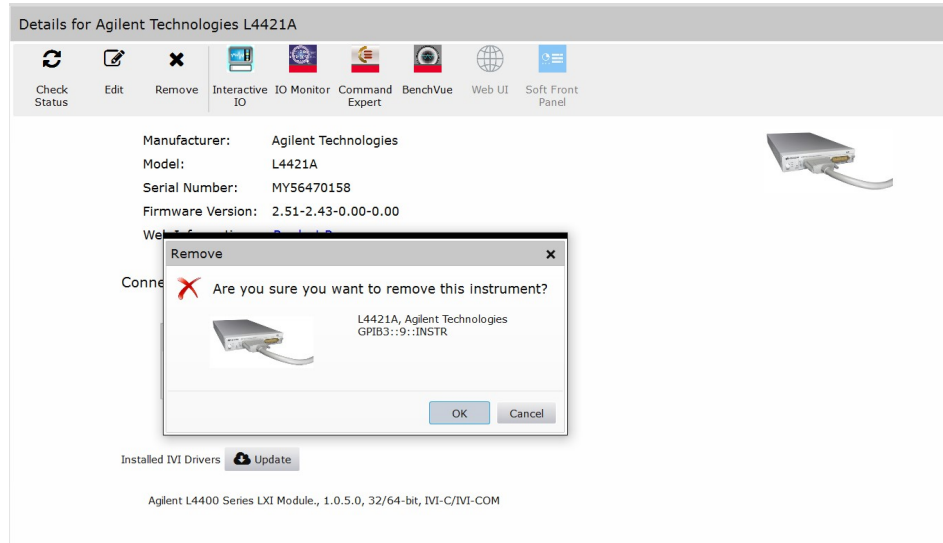 Details for Agilent Technologies L4421A
Check Status
Edit
Remove
Interactive IO
IO Monitor
Command Expert
BenchVue
Web UI
Soft Front Panel
Manufacturer: Agilent Technologies
Model: L4421A
Serial Number: MY56470158
Firmware Version: 2.51-2.43-0.00-0.00
Remove
Conne
Are you sure you want to remove this instrument?
L4421A, Agilent Technologies
GPIB3::9::INSTR
OK Cancel
Installed IVI Drivers Update
Agilent L4400 Series LXI Module., 1.0.5.0, 32/64-bit, IVI-C/IVI-COM